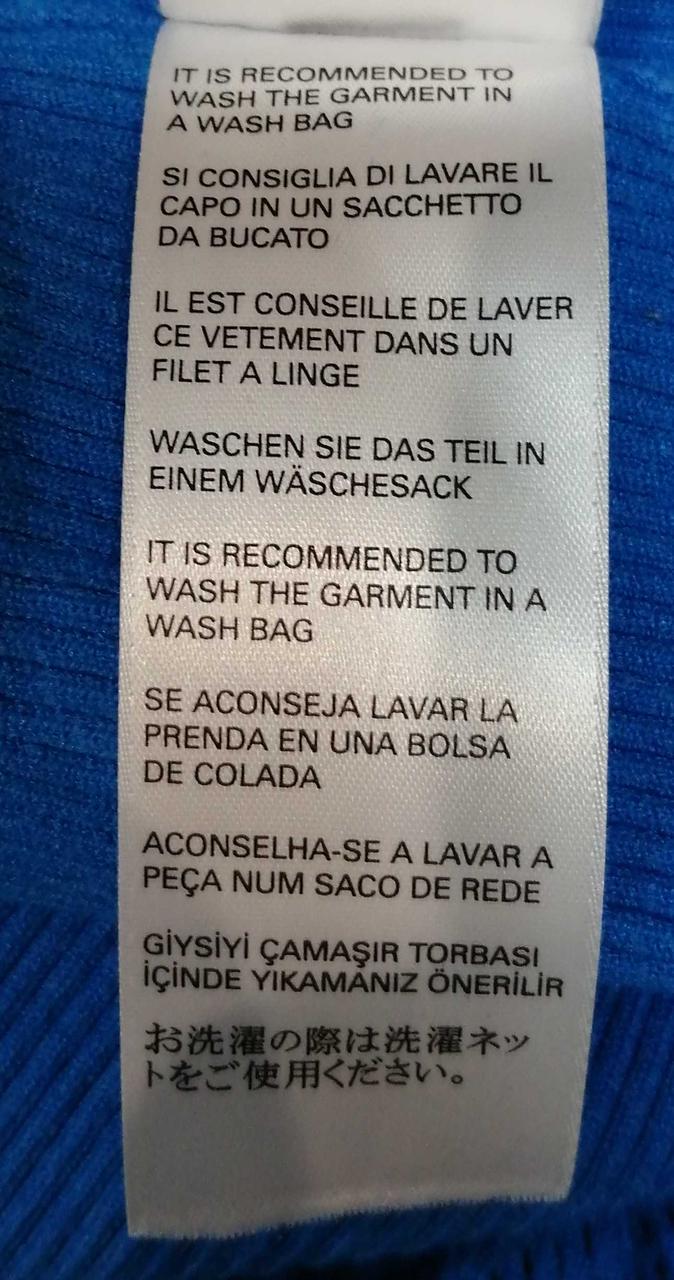 IT IS RECOMMENDED TO
WASH THE GARMENT IN
A WASH BAG
SI CONSIGLIA DI LAVARE IL
CAPO IN UN SACCHETTO
DA BUCATO
IL EST CONSEILLE DE LAVER
CE VETEMENT DANS UN
FILET A LINGE
WASCHEN SIE DAS TEIL IN
EINEM WÄSCHESACK
IT IS RECOMMENDED TO
WASH THE GARMENT IN A
WASH BAG
SE ACONSEJA LAVAR LA
PRENDA EN UNA BOLSA
DE COLADA
ACONSELHA-SE A LAVAR A
PEÇA NUM SACO DE REDE
GİYSİYİ ÇAMAŞIR TORBASI
İÇİNDE YIKAMANIZ ÖNERİLİR
お洗濯の際は洗濯ネッ
トをご使用ください。